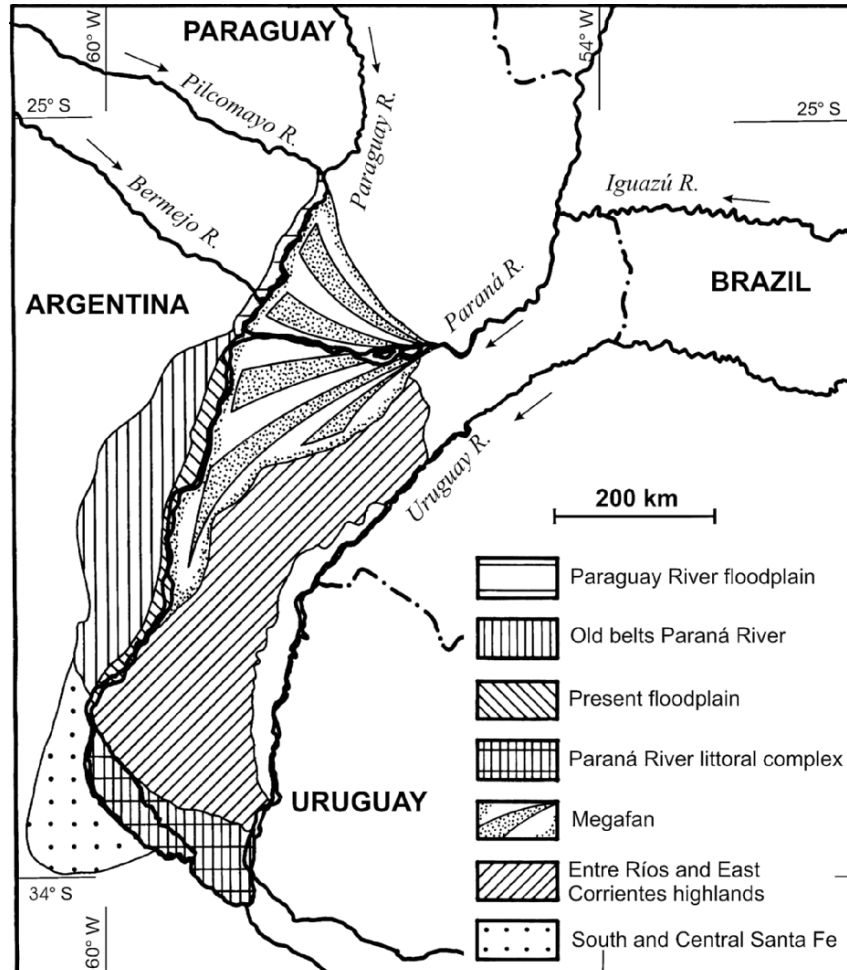 60° W
PARAGUAY
54° W
Pilcomayo R.
25° S
25° S
Paraguay R.
Bermejo R.
Iguazú R.
ARGENTINA
Paraná R.
BRAZIL
Uruguay R.
200 km
Paraguay River floodplain
Old belts Paraná River
Present floodplain
Paraná River littoral complex
URUGUAY
Megafan
Entre Ríos and East
Corrientes highlands
34° S
60° W
South and Central Santa Fe